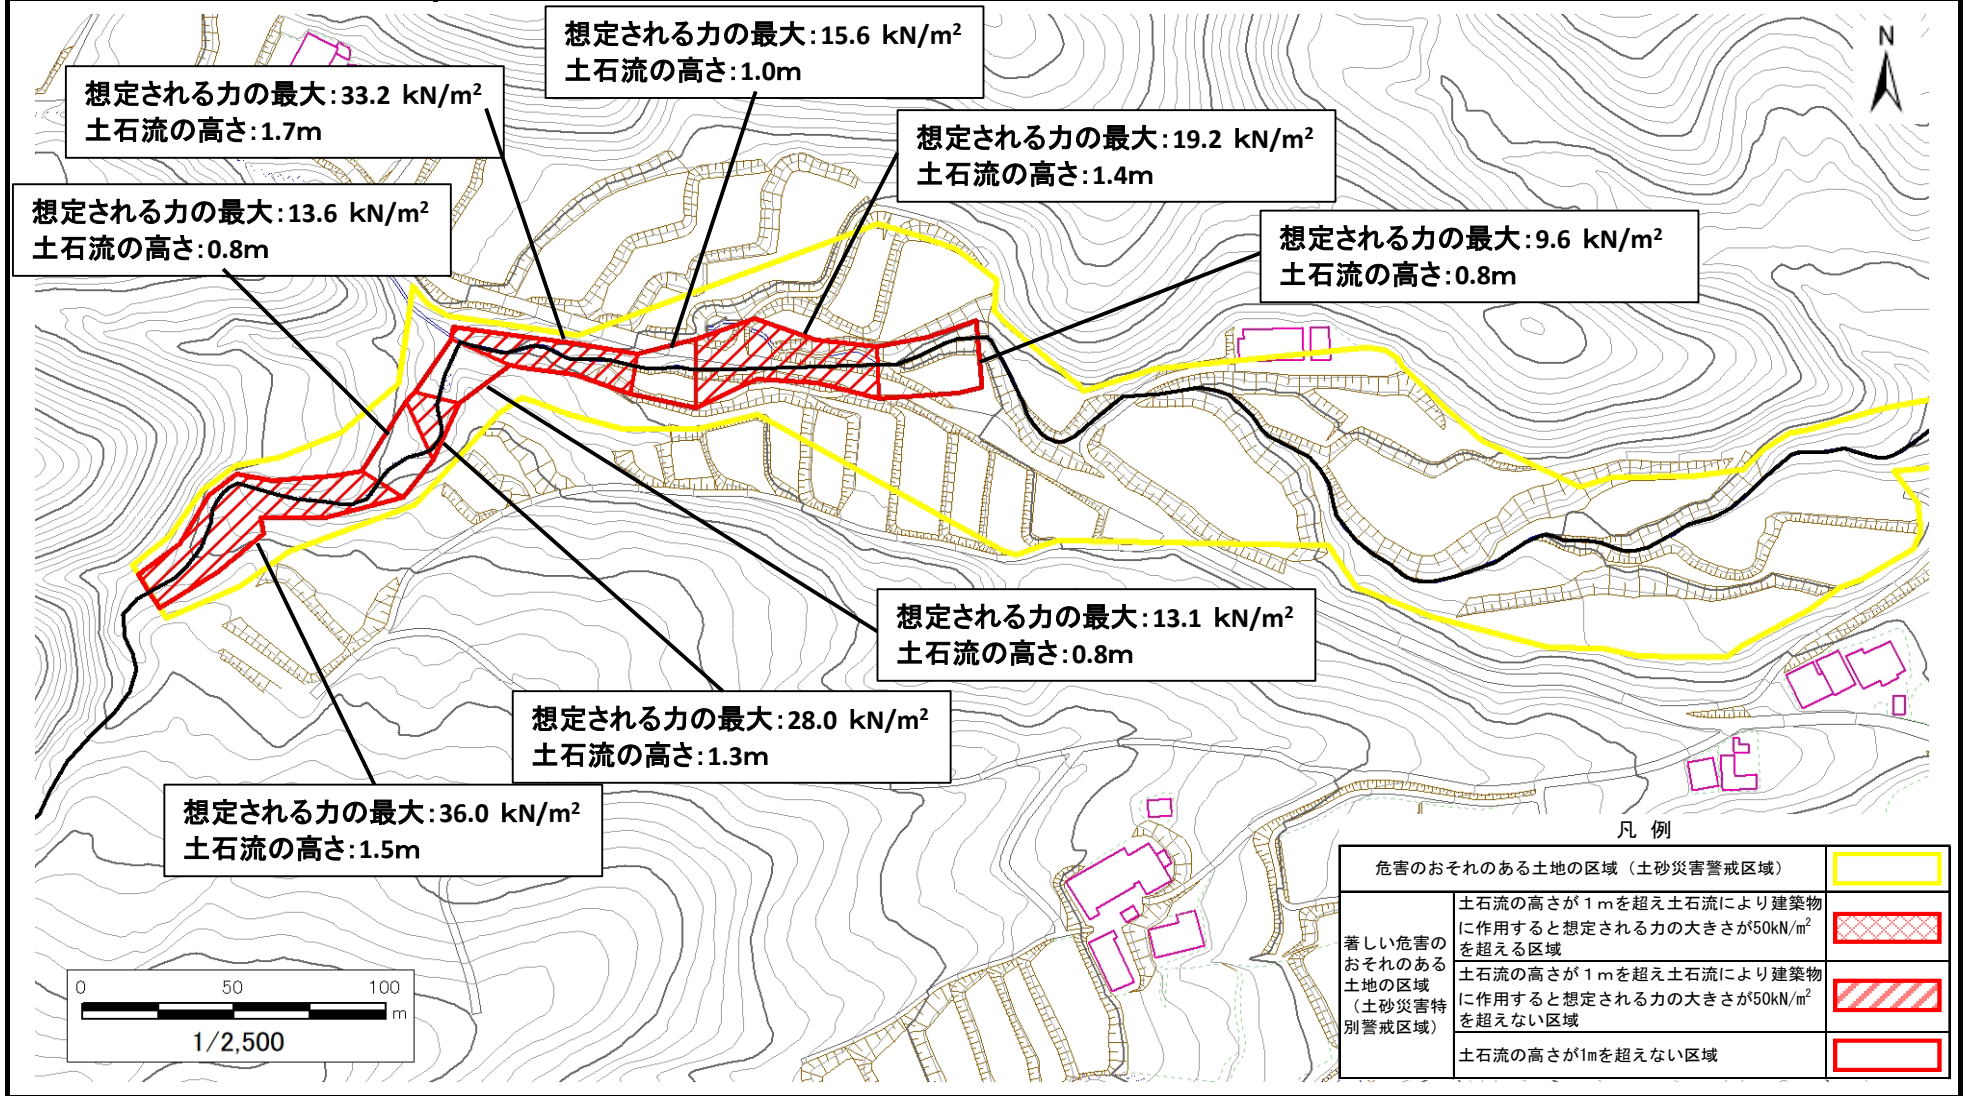 想定される力の最大：15.6 kN/m²
土石流の高さ：1.0m
N
想定される力の最大：33.2 kN/m²
土石流の高さ：1.7m
想定される力の最大：19.2 kN/m²
土石流の高さ：1.4m
想定される力の最大：13.6 kN/m²
土石流の高さ：0.8m
想定される力の最大：9.6 kN/m²
土石流の高さ：0.8m
想定される力の最大：13.1 kN/m²
土石流の高さ：0.8m
想定される力の最大：28.0 kN/m²
土石流の高さ：1.3m
想定される力の最大：36.0 kN/m²
土石流の高さ：1.5m
凡 例
危害のおそれのある土地の区域（土砂災害警戒区域）
著しい危害の
おそれのある
土地の区域
（土砂災害特
別警戒区域）
土石流の高さが１ｍを超え土石流により建築物
に作用すると想定される力の大きさが50kN/m²
を超える区域
土石流の高さが１ｍを超え土石流により建築物
に作用すると想定される力の大きさが50kN/m²
を超えない区域
土石流の高さが1mを超えない区域
0 50 100
m
1/2,500